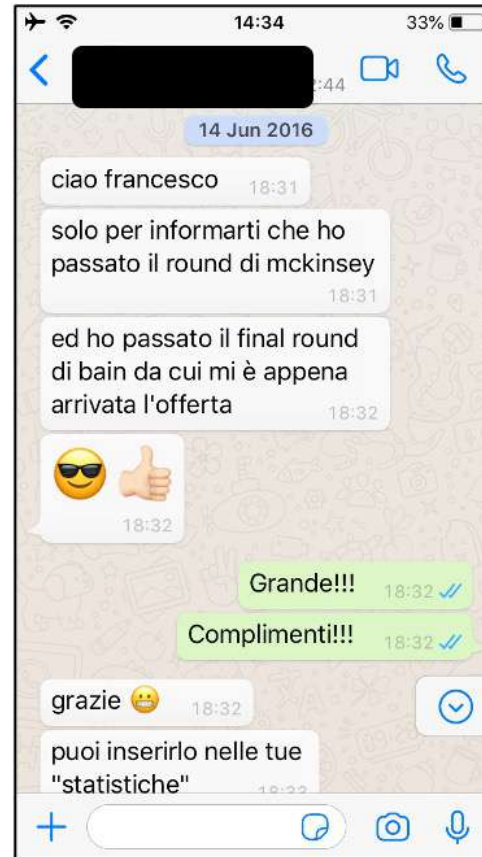 14:34
33%
:44
14 Jun 2016
ciao francesco 18:31
solo per informarti che ho
passato il round di mckinsey
18:31
ed ho passato il final round
di bain da cui mi è appena
arrivata l'offerta 18:32
😎 👍🏻
18:32
Grande!!! 18:32
Complimenti!!! 18:32
grazie 😬 18:32
puoi inserirlo nelle tue
"statistiche" 18:33